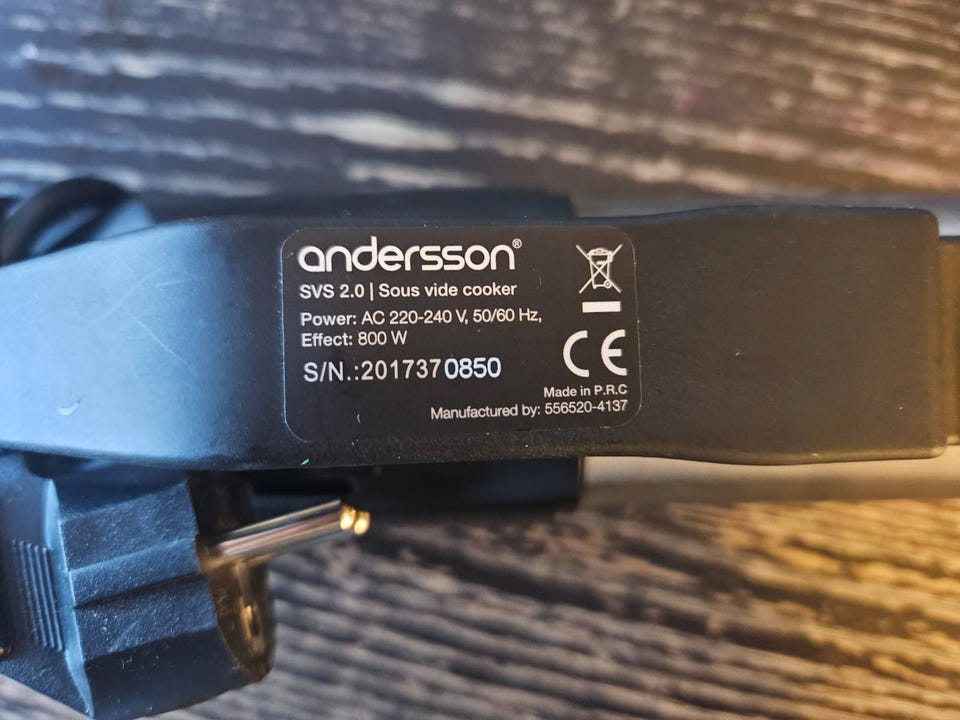 andersson®
SVS 2.0 | Sous vide cooker
Power: AC 220-240 V, 50/60 Hz,
Effect: 800 W
S/N.:2017370850
CE
Made in P.R.C
Manufactured by: 556520-4137